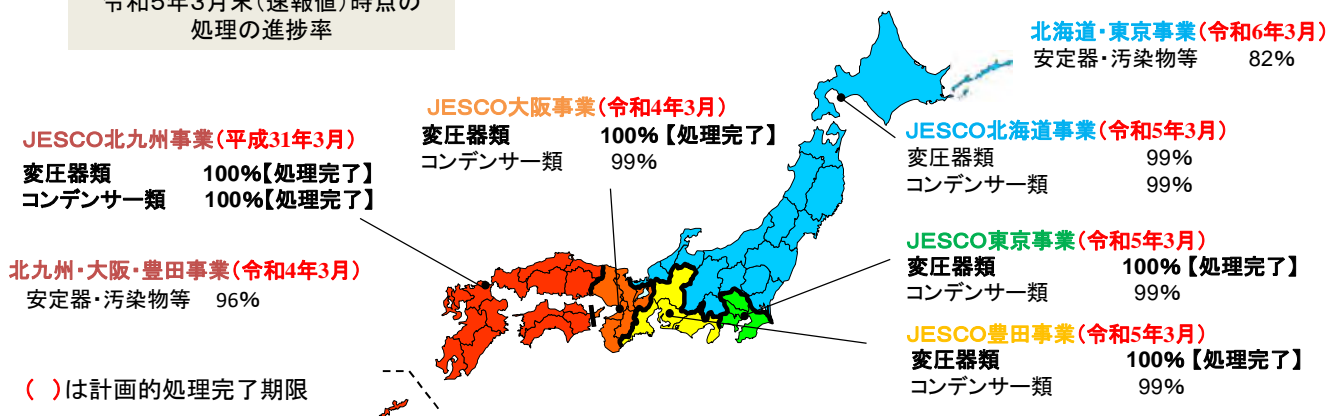 令和5年3月末(速報値)時点の
処理の進捗率
北海道・東京事業(令和6年3月)
安定器・汚染物等 82%
JESCO大阪事業(令和4年3月)
変圧器類 100%【処理完了】
コンデンサー類 99%
JESCO北九州事業(平成31年3月)
変圧器類 100%【処理完了】
コンデンサー類 100%【処理完了】
JESCO北海道事業(令和5年3月)
変圧器類 99%
コンデンサー類 99%
JESCO東京事業(令和5年3月)
変圧器類 100%【処理完了】
コンデンサー類 99%
北九州・大阪・豊田事業(令和4年3月)
安定器・汚染物等 96%
JESCO豊田事業(令和5年3月)
変圧器類 100%【処理完了】
コンデンサー類 99%
( )は計画的処理完了期限